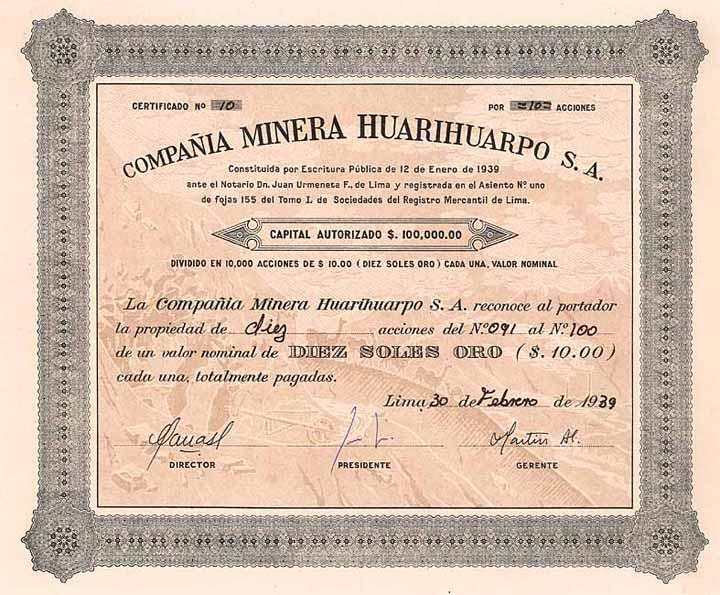 CERTIFICADO Nº 10 POR =10= ACCIONES
COMPAÑIA MINERA HUARIHUARPO S. A.
Constituida por Escritura Pública de 12 de Enero de 1939
ante el Notario Dn. Juan Urmeneta F., de Lima y registrada en el Asiento Nº uno
de fojas 155 del Tomo I. de Sociedades del Registro Mercantil de Lima.
CAPITAL AUTORIZADO $. 100,000.00
DIVIDIDO EN 10,000 ACCIONES DE $ 10.00 (DIEZ SOLES ORO) CADA UNA, VALOR NOMINAL
La Compañia Minera Huarihuarpo S. A. reconoce al portador
la propiedad de diez acciones del Nº 091 al Nº 100
de un valor nominal de DIEZ SOLES ORO ($. 10.00)
cada una, totalmente pagadas.
Lima, 30 de Febrero de 1939
DIRECTOR PRESIDENTE GERENTE